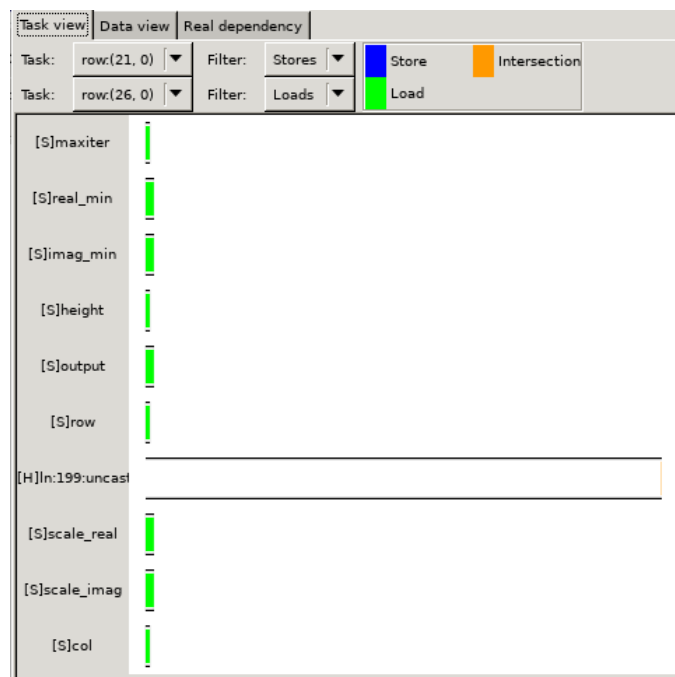 Task view Data view Real dependency
Task: row:(21, 0) Filter: Stores Store Intersection
Task: row:(26, 0) Filter: Loads Load
[S]maxiter
[S]real_min
[S]imag_min
[S]height
[S]output
[S]row
[H]ln:199:uncast
[S]scale_real
[S]scale_imag
[S]col